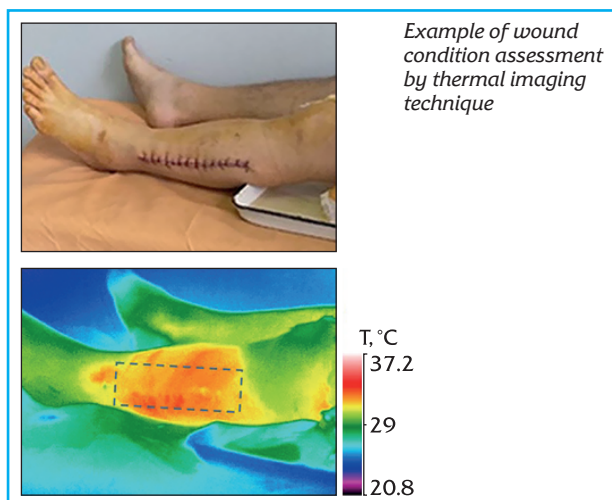 Example of wound
condition assessment
by thermal imaging
technique
T, °C
37.2
29
20.8